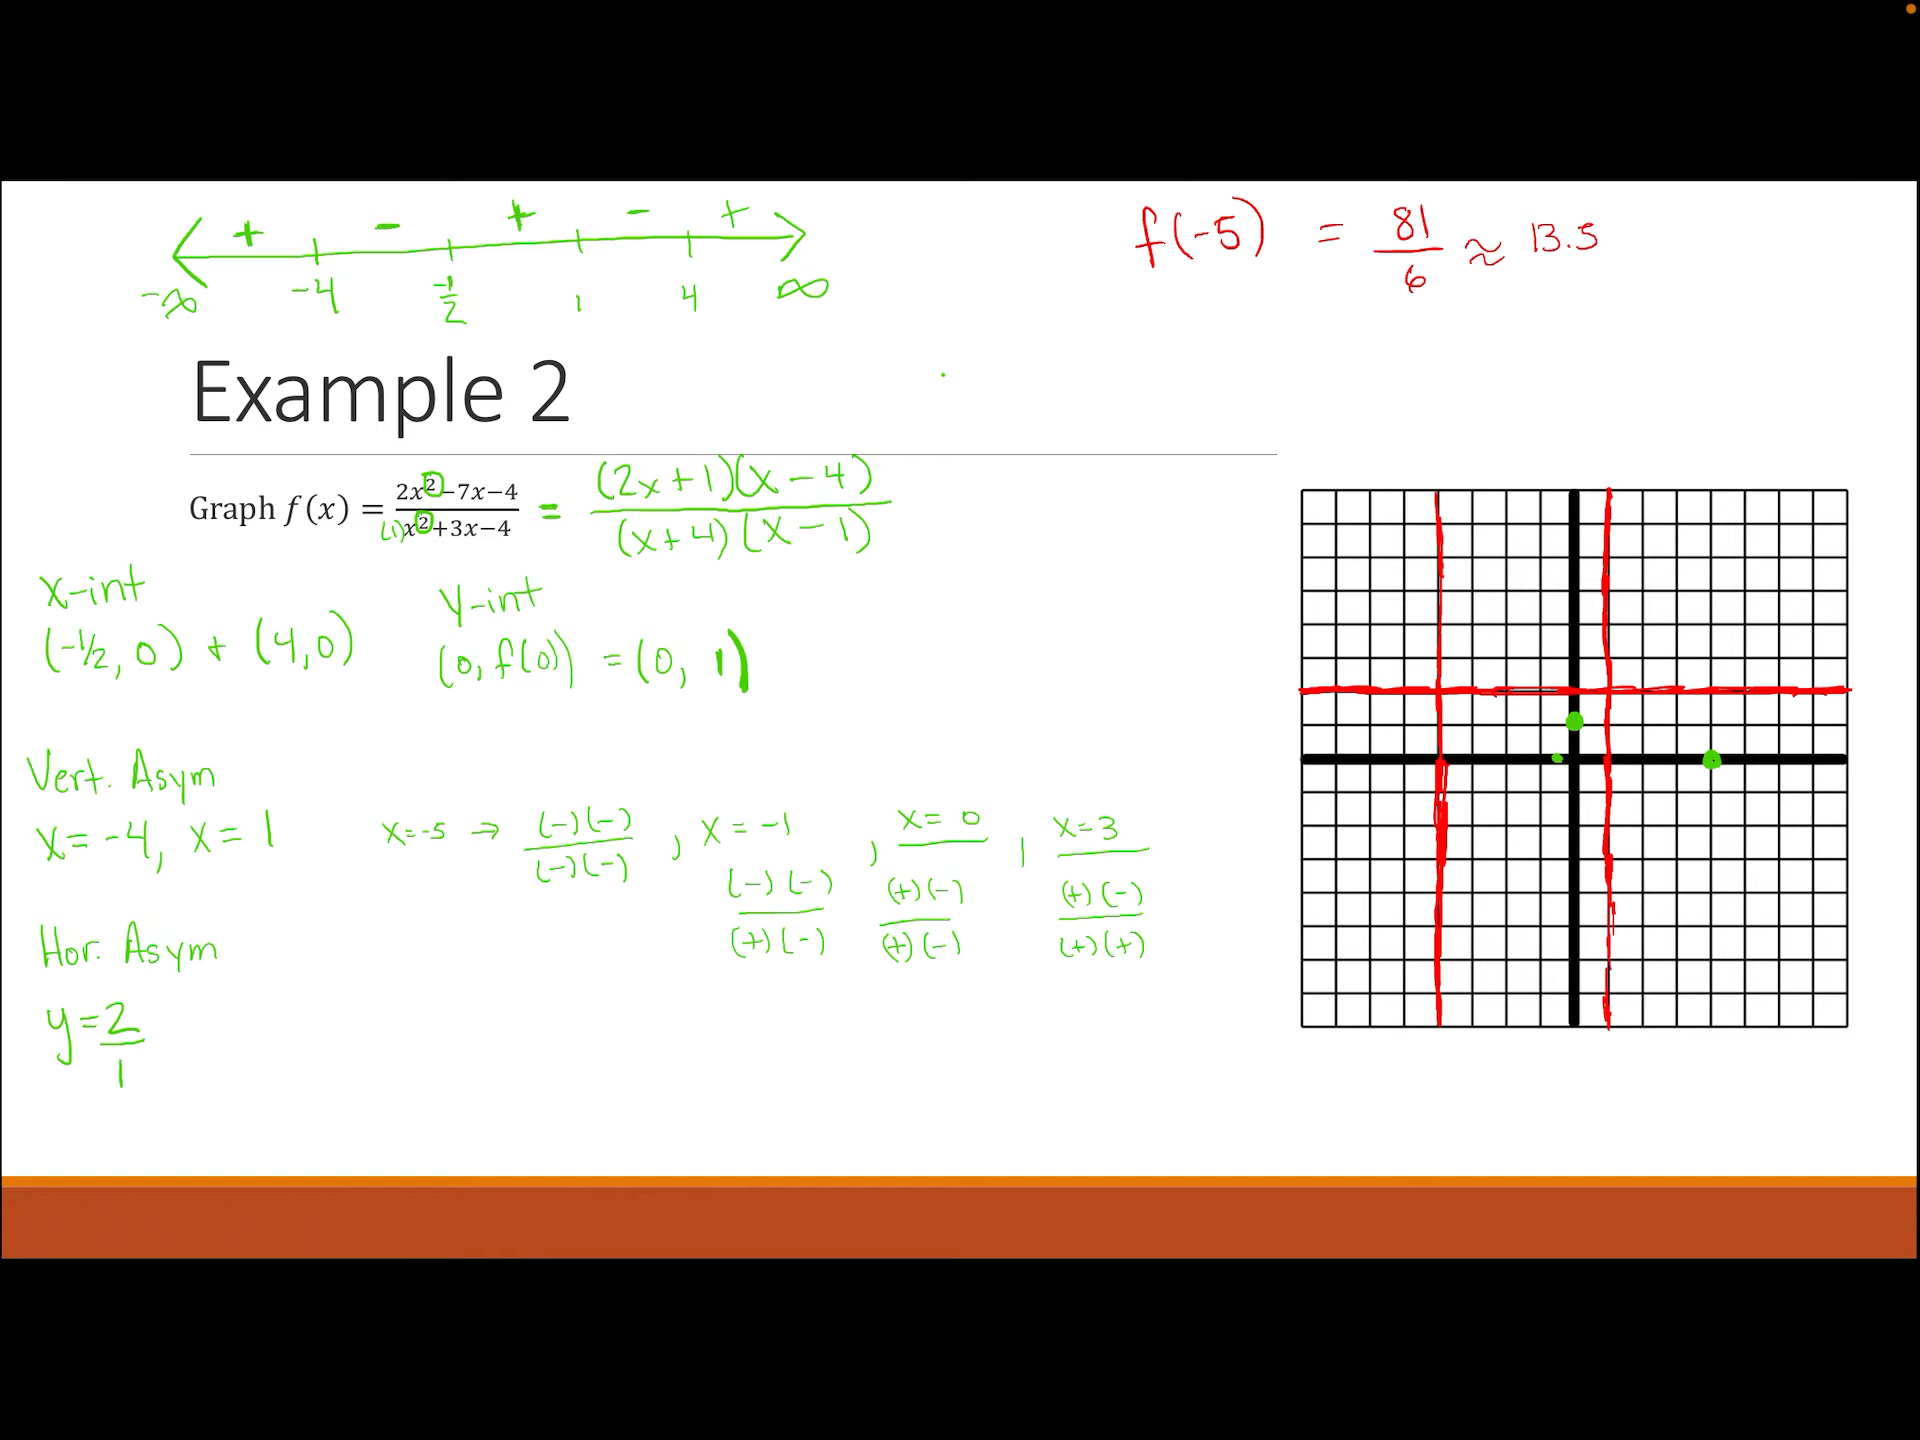 + - + - +
-∞ -4 -1/2 1 4 ∞
f(-5) = 81/6 ≈ 13.5
Example 2
Graph f(x) = (2x²-7x-4)/((1)x²+3x-4) = (2x+1)(x-4)/(x+4)(x-1)
X-int
(-1/2, 0) + (4,0)
Y-int
(0, f(0)) = (0, 1)
Vert. Asym
x = -4, x = 1
x=-5 → (-)(-)/(-)(-) , x = -1 (-)(-)/(+)(-) , x = 0 (+)(-)/(+)(-) , x=3 (+)(-)/(+)(+)
Hor. Asym
y = 2/1